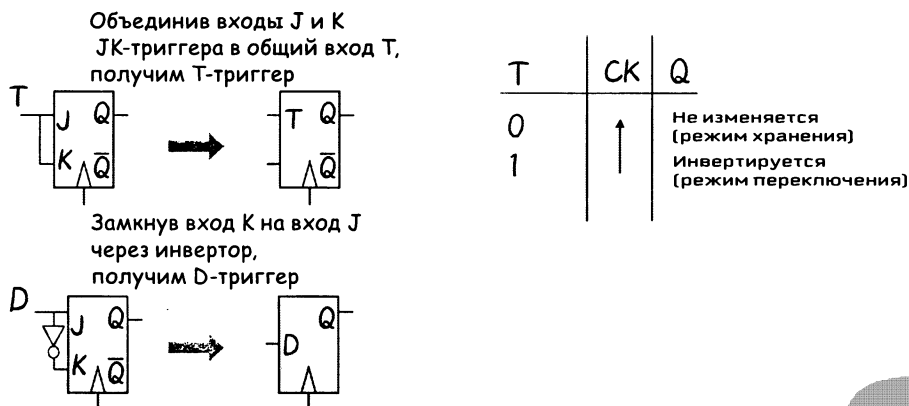 Объединив входы J и K
JK-триггера в общий вход T,
получим T-триггер
T
J Q
K Q̅
T Q
Q̅
T CK Q
0 Не изменяется
(режим хранения)
1 Инвертируется
(режим переключения)
Замкнув вход K на вход J
через инвертор,
получим D-триггер
D
J Q
K Q̅
Q
D